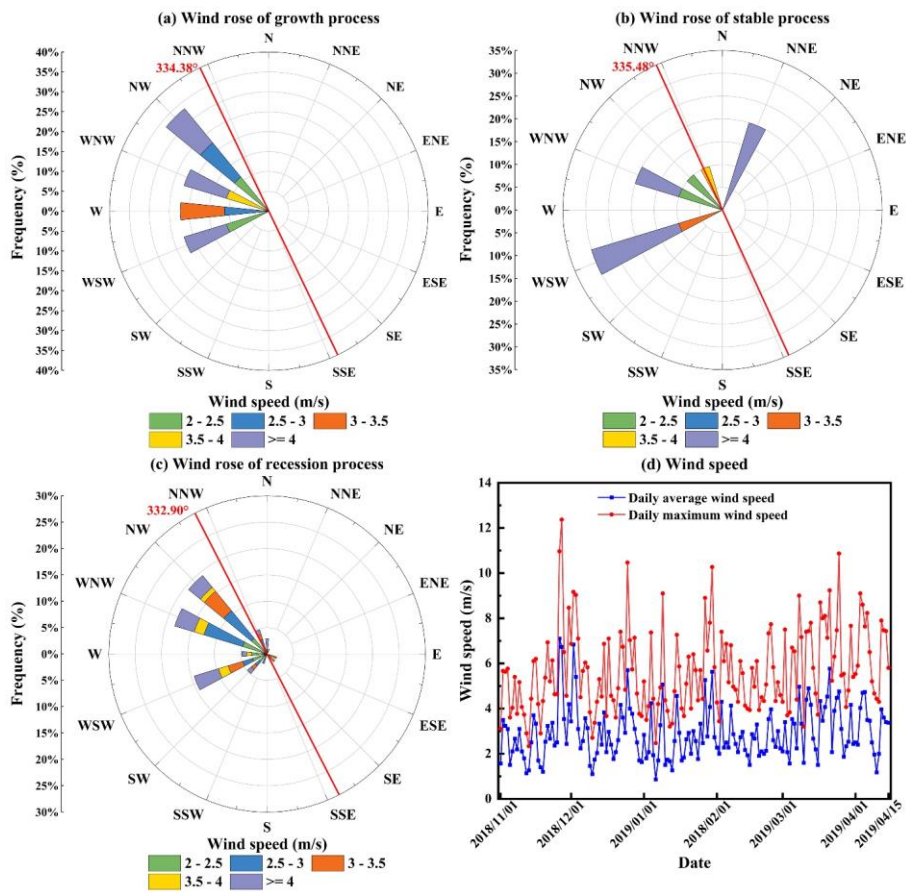 (a) Wind rose of growth process
40%
35%
30%
25%
20%
15%
10%
5%
0%
5%
10%
15%
20%
25%
30%
35%
40%
Frequency (%)
N
NNE
NE
ENE
E
ESE
SE
SSE
S
SSW
SW
WSW
W
WNW
NW
NNW
334.38°
Wind speed (m/s)
2 - 2.5 2.5 - 3 3 - 3.5
3.5 - 4 >= 4
(b) Wind rose of stable process
35%
30%
25%
20%
15%
10%
5%
0%
5%
10%
15%
20%
25%
30%
35%
Frequency (%)
N
NNE
NE
ENE
E
ESE
SE
SSE
S
SSW
SW
WSW
W
WNW
NW
NNW
335.48°
Wind speed (m/s)
2 - 2.5 2.5 - 3 3 - 3.5
3.5 - 4 >= 4
(c) Wind rose of recession process
30%
25%
20%
15%
10%
5%
0%
5%
10%
15%
20%
25%
30%
Frequency (%)
N
NNE
NE
ENE
E
ESE
SE
SSE
S
SSW
SW
WSW
W
WNW
NW
NNW
332.90°
Wind speed (m/s)
2 - 2.5 2.5 - 3 3 - 3.5
3.5 - 4 >= 4
(d) Wind speed
14
12
10
8
6
4
2
0
Wind speed (m/s)
Daily average wind speed
Daily maximum wind speed
2018/11/01
2018/12/01
2019/01/01
2019/02/01
2019/03/01
2019/04/01
2019/04/15
Date